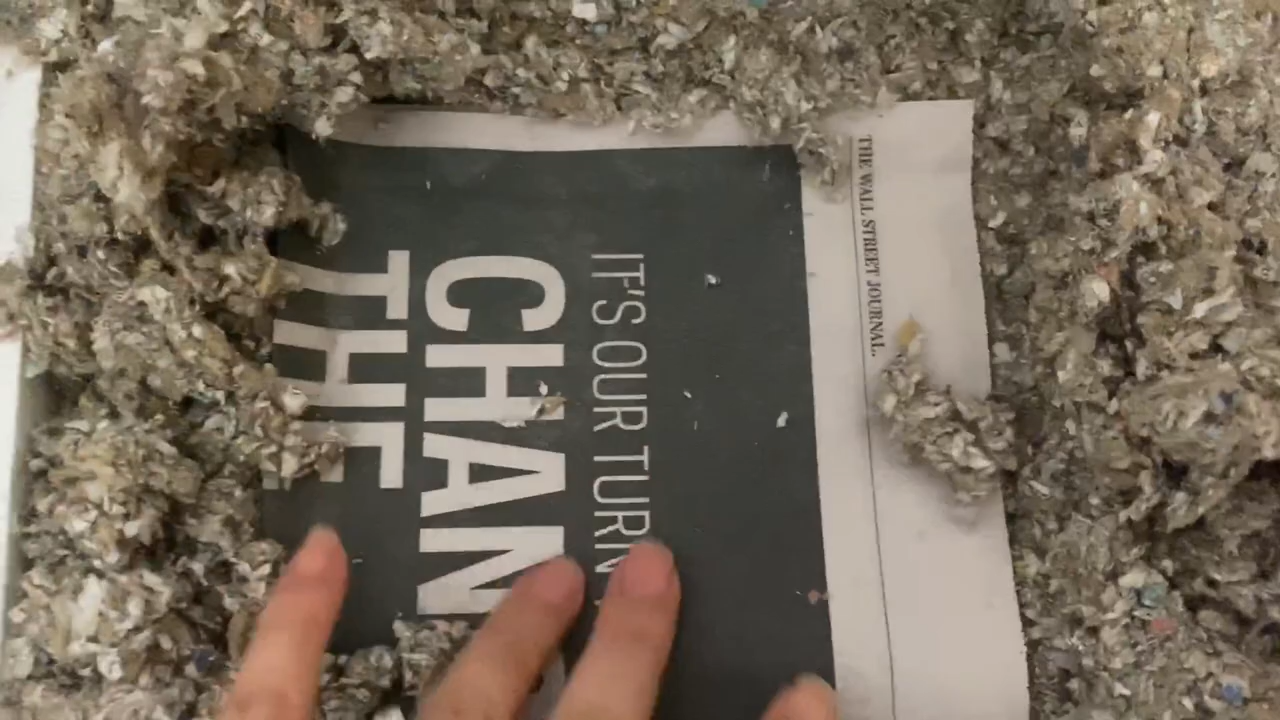 THE WALL STREET JOURNAL.
IT'S OUR TURN
CHAN
THE